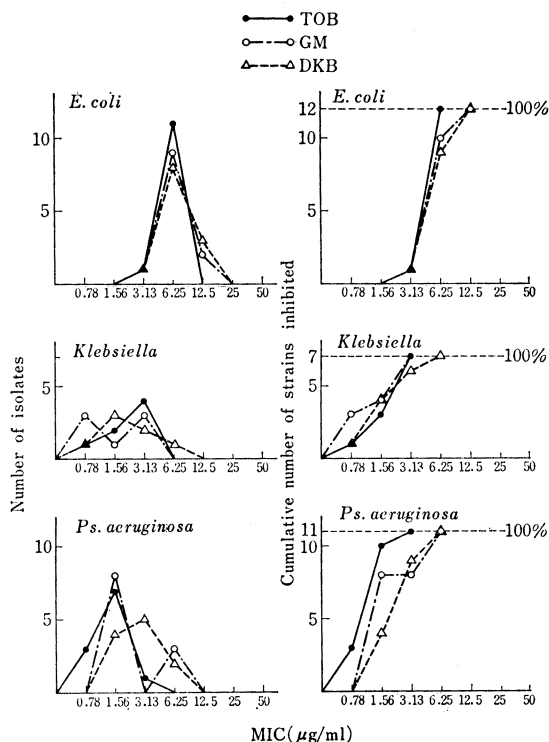 TOB
GM
DKB
E. coli
10
5
0.78 1.56 3.13 6.25 12.5 25 50
E. coli
12
100%
10
5
0.78 1.56 3.13 6.25 12.5 25 50
Klebsiella
5
0.78 1.56 3.13 6.25 12.5 25 50
Klebsiella
7
100%
5
0.78 1.56 3.13 6.25 12.5 25 50
Ps. aeruginosa
10
5
0.78 1.56 3.13 6.25 12.5 25 50
Ps. aeruginosa
11
100%
10
5
0.78 1.56 3.13 6.25 12.5 25 50
Number of isolates
Cumulative number of strains inhibited
MIC(μg/ml)